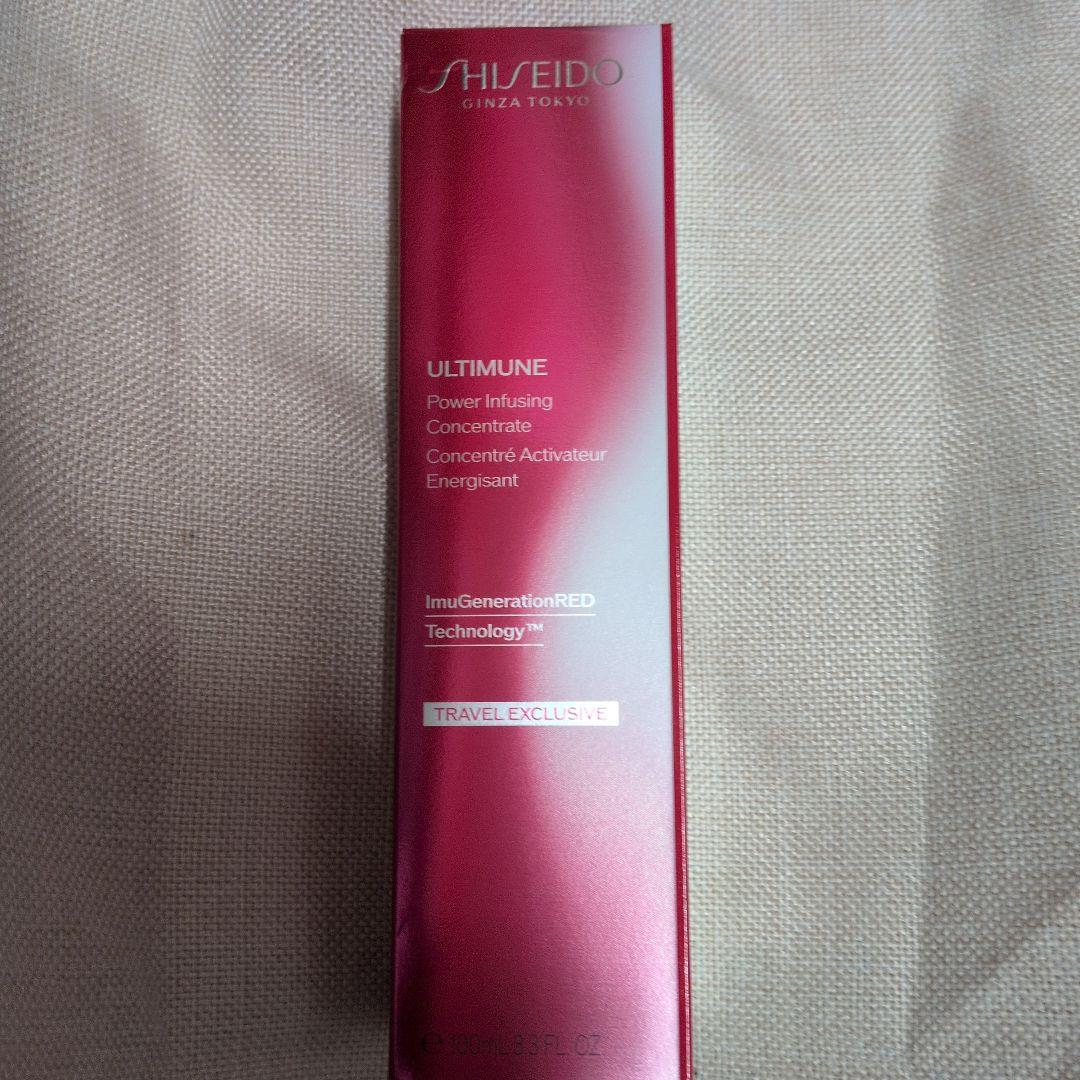 SHISEIDO
GINZA TOKYO
ULTIMUNE
Power Infusing
Concentrate
Concentré Activateur
Energisant
ImuGenerationRED
Technology™
TRAVEL EXCLUSIVE
℮ 100mL 3.3 FL. OZ.